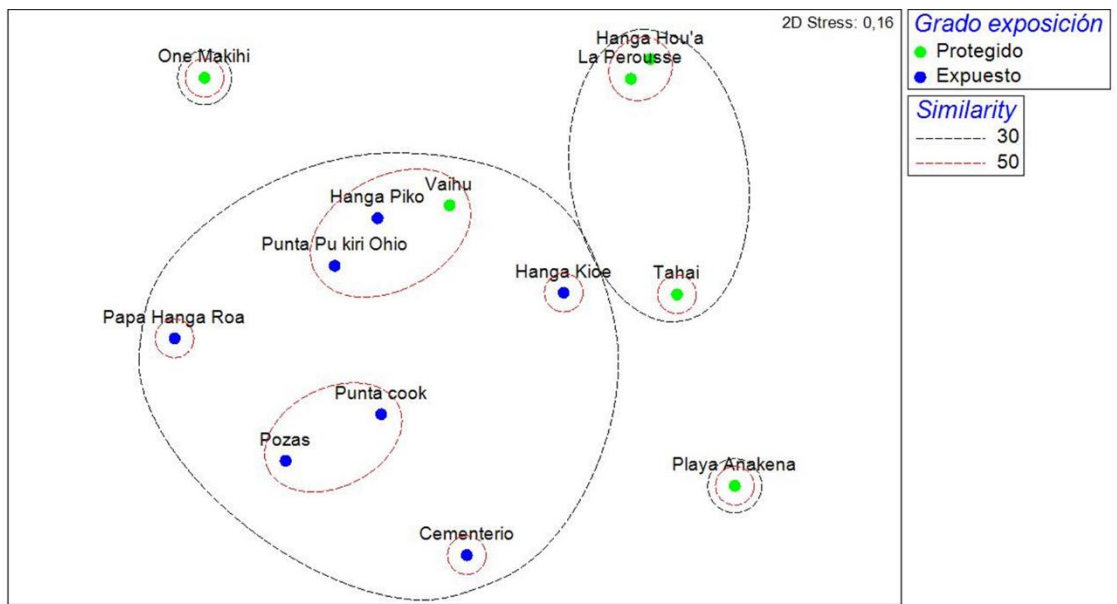 2D Stress: 0,16
Grado exposición
Protegido
Expuesto
Similarity
30
50
One Makihi
Hanga Hou'a
La Perousse
Vaihu
Hanga Piko
Punta Pu kiri Ohio
Hanga Kioe
Tahai
Papa Hanga Roa
Punta cook
Pozas
Playa Añakena
Cementerio